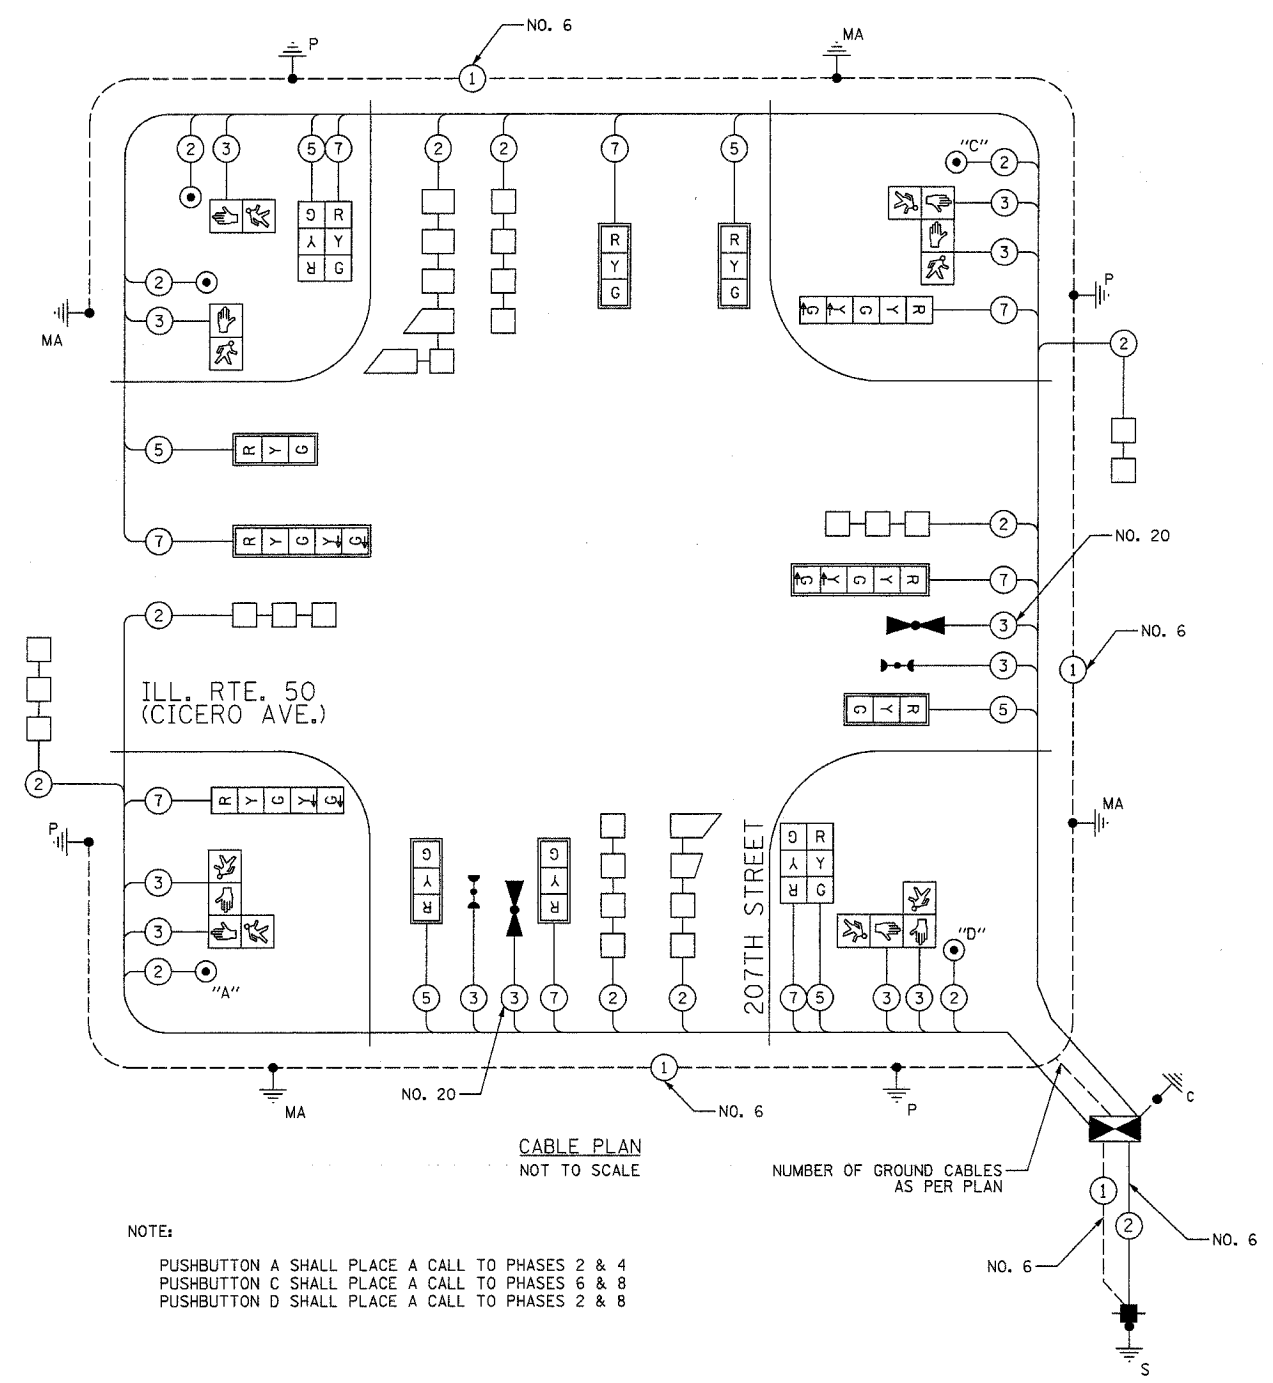 NO. 6
P
1
MA
2
3
5
7
2
2
7
5
"C"
2
G R
Y Y
R G
3
3
R
Y
G
R
Y
G
2
3
P
G Y G Y R
7
MA
2
5
R Y G
2
NO. 20
7
R Y G Y G
G Y G Y R
7
2
3
NO. 6
1
3
ILL. RTE. 50
(CICERO AVE.)
G Y R
5
2
7
R Y G Y G
MA
P
G
Y
R
G
Y
R
207TH STREET
G R
Y Y
R G
3
3
2
"A"
"D"
5
3
3
7
2
2
7
5
3
3
2
1
NO. 20
MA
NO. 6
P
C
CABLE PLAN
NOT TO SCALE
NUMBER OF GROUND CABLES
AS PER PLAN
1
2
NO. 6
NO. 6
S
NOTE:
PUSHBUTTON A SHALL PLACE A CALL TO PHASES 2 & 4
PUSHBUTTON C SHALL PLACE A CALL TO PHASES 6 & 8
PUSHBUTTON D SHALL PLACE A CALL TO PHASES 2 & 8